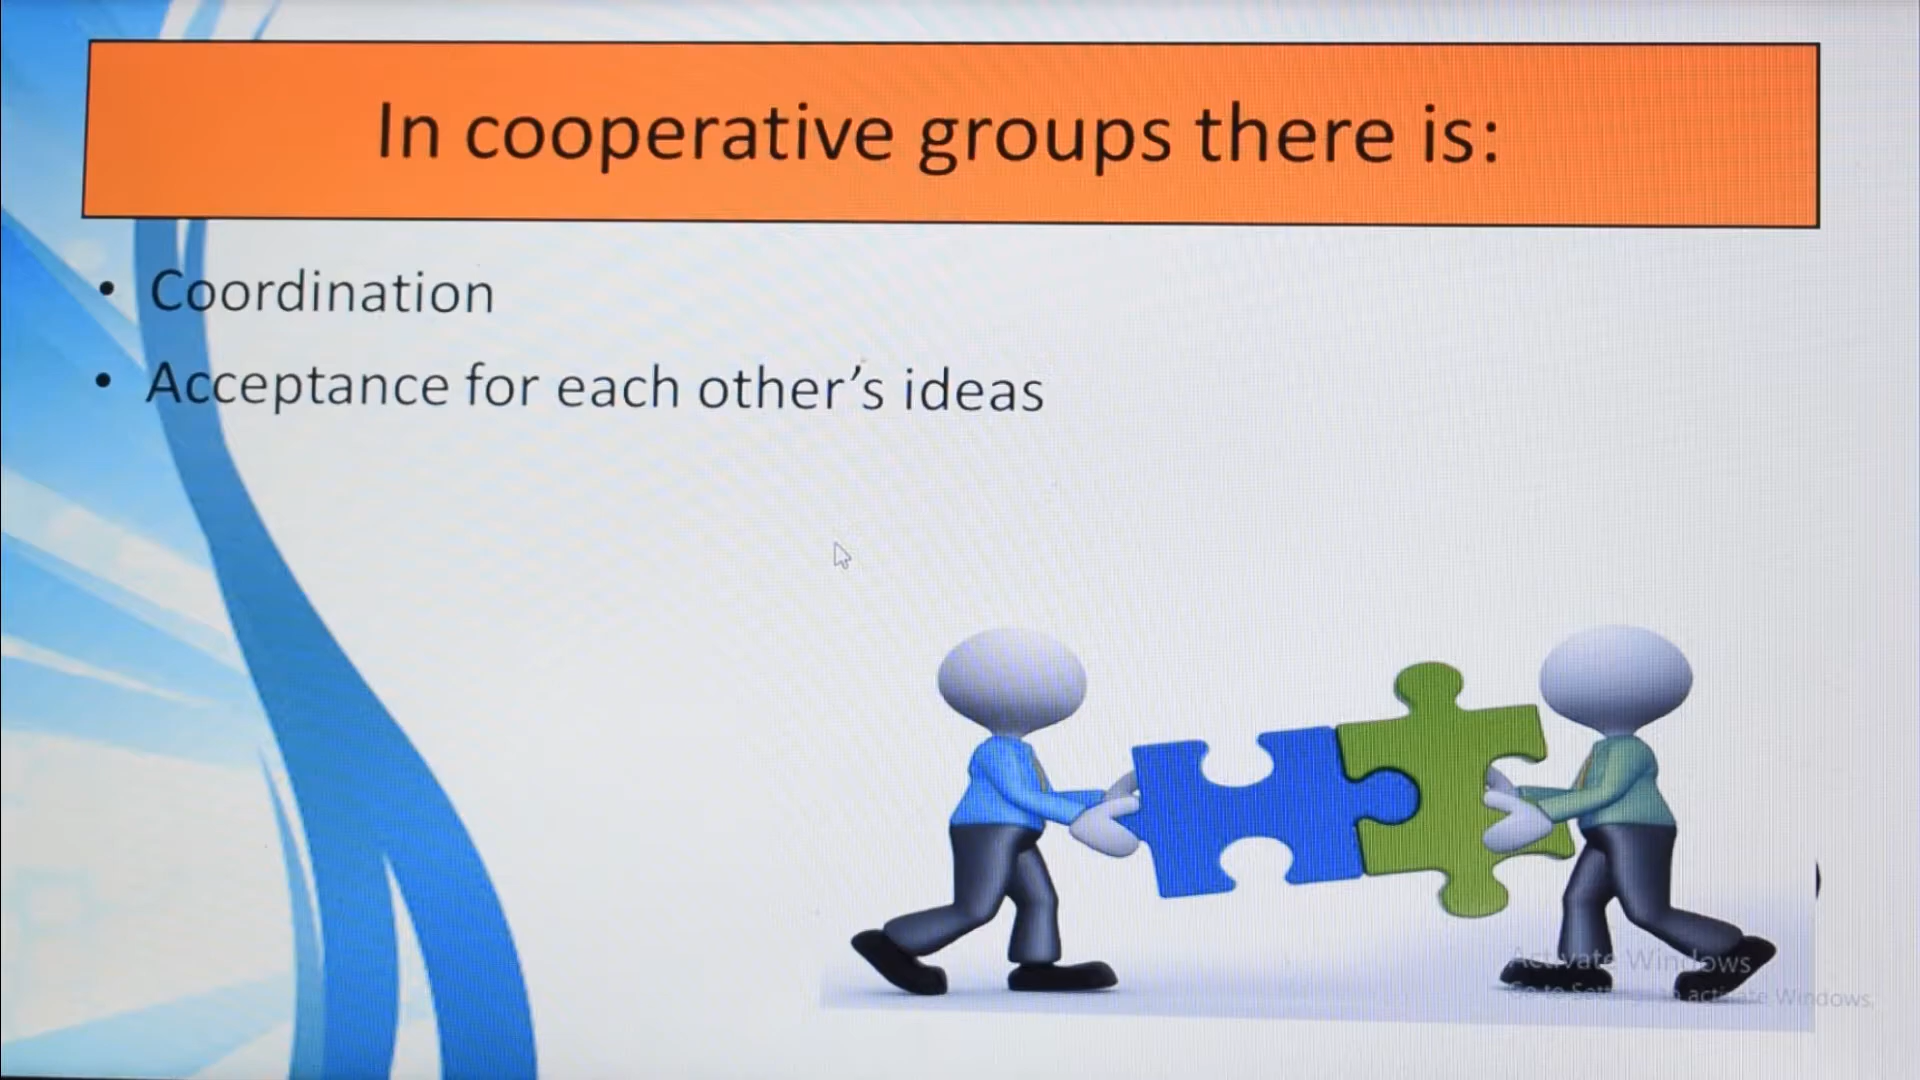 In cooperative groups there is:
• Coordination
• Acceptance for each other's ideas
Activate Windows
Go to Settings to activate Windows.